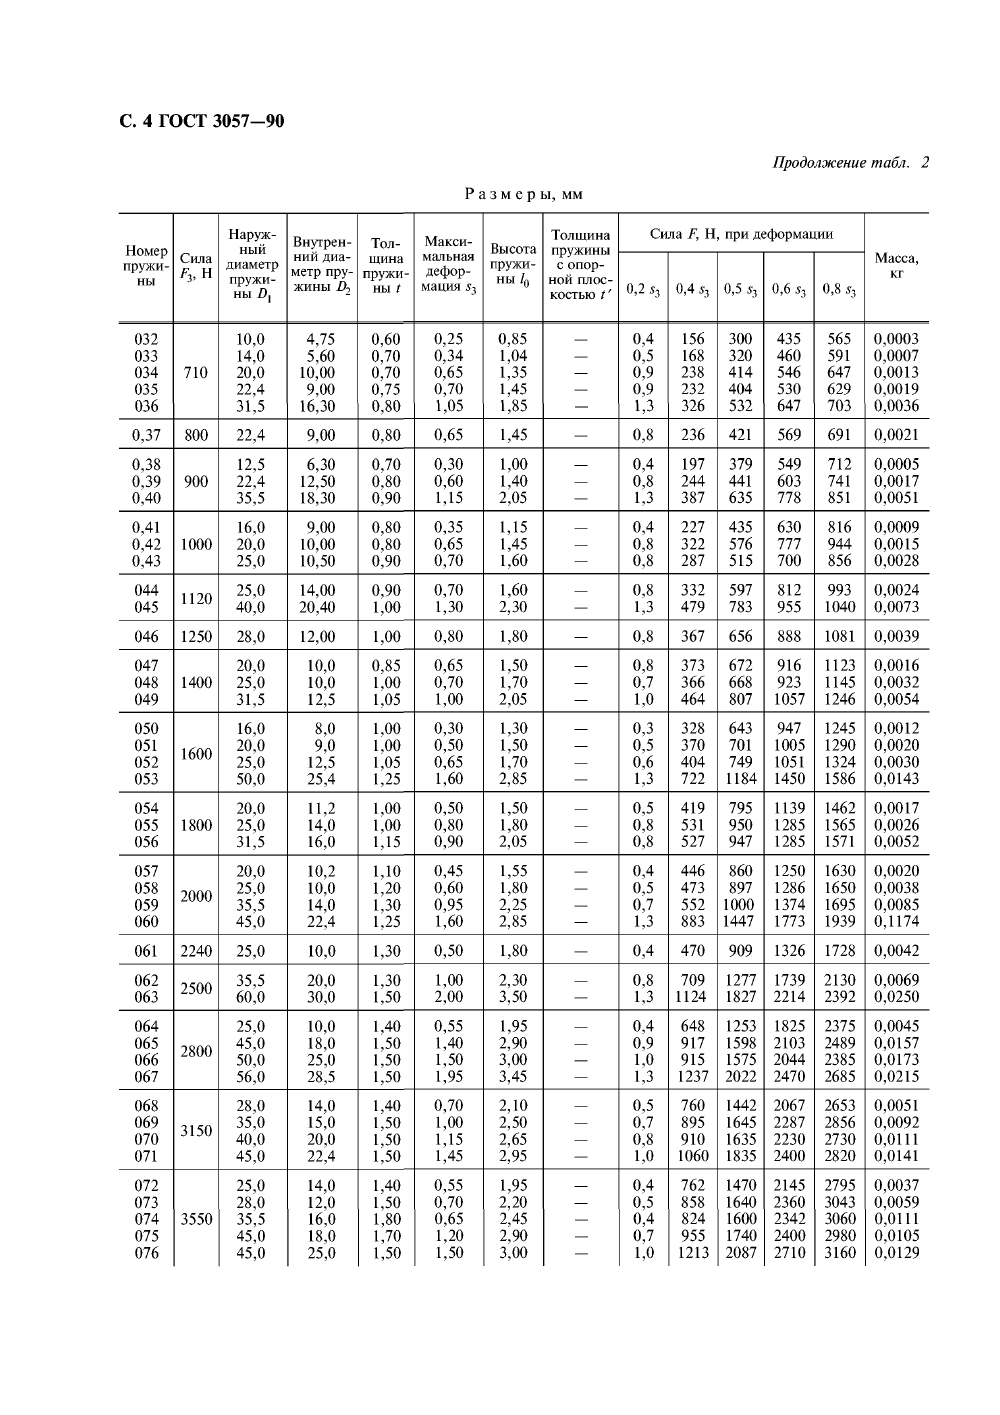 С. 4 ГОСТ 3057—90
Продолжение табл. 2
Размеры, мм
Номер пружи- ны | Сила F3, Н | Наруж- ный диаметр пружи- ны D1 | Внутрен- ний диа- метр пру- жины D2 | Тол- щина пружи- ны t | Макси- мальная дефор- мация s3 | Высота пружи- ны l0 | Толщина пружины с опор- ной плос- костью t′ | Сила F, Н, при деформации | Масса, кг
0,2 s3 | 0,4 s3 | 0,5 s3 | 0,6 s3 | 0,8 s3
032 10,0 4,75 0,60 0,25 0,85 — 0,4 156 300 435 565 0,0003
033 14,0 5,60 0,70 0,34 1,04 — 0,5 168 320 460 591 0,0007
034 710 20,0 10,00 0,70 0,65 1,35 — 0,9 238 414 546 647 0,0013
035 22,4 9,00 0,75 0,70 1,45 — 0,9 232 404 530 629 0,0019
036 31,5 16,30 0,80 1,05 1,85 — 1,3 326 532 647 703 0,0036
0,37 800 22,4 9,00 0,80 0,65 1,45 — 0,8 236 421 569 691 0,0021
0,38 12,5 6,30 0,70 0,30 1,00 — 0,4 197 379 549 712 0,0005
0,39 900 22,4 12,50 0,80 0,60 1,40 — 0,8 244 441 603 741 0,0017
0,40 35,5 18,30 0,90 1,15 2,05 — 1,3 387 635 778 851 0,0051
0,41 16,0 9,00 0,80 0,35 1,15 — 0,4 227 435 630 816 0,0009
0,42 1000 20,0 10,00 0,80 0,65 1,45 — 0,8 322 576 777 944 0,0015
0,43 25,0 10,50 0,90 0,70 1,60 — 0,8 287 515 700 856 0,0028
044 1120 25,0 14,00 0,90 0,70 1,60 — 0,8 332 597 812 993 0,0024
045 40,0 20,40 1,00 1,30 2,30 — 1,3 479 783 955 1040 0,0073
046 1250 28,0 12,00 1,00 0,80 1,80 — 0,8 367 656 888 1081 0,0039
047 20,0 10,0 0,85 0,65 1,50 — 0,8 373 672 916 1123 0,0016
048 1400 25,0 10,0 1,00 0,70 1,70 — 0,7 366 668 923 1145 0,0032
049 31,5 12,5 1,05 1,00 2,05 — 1,0 464 807 1057 1246 0,0054
050 16,0 8,0 1,00 0,30 1,30 — 0,3 328 643 947 1245 0,0012
051 1600 20,0 9,0 1,00 0,50 1,50 — 0,5 370 701 1005 1290 0,0020
052 25,0 12,5 1,05 0,65 1,70 — 0,6 404 749 1051 1324 0,0030
053 50,0 25,4 1,25 1,60 2,85 — 1,3 722 1184 1450 1586 0,0143
054 20,0 11,2 1,00 0,50 1,50 — 0,5 419 795 1139 1462 0,0017
055 1800 25,0 14,0 1,00 0,80 1,80 — 0,8 531 950 1285 1565 0,0026
056 31,5 16,0 1,15 0,90 2,05 — 0,8 527 947 1285 1571 0,0052
057 20,0 10,2 1,10 0,45 1,55 — 0,4 446 860 1250 1630 0,0020
058 2000 25,0 10,0 1,20 0,60 1,80 — 0,5 473 897 1286 1650 0,0038
059 35,5 14,0 1,30 0,95 2,25 — 0,7 552 1000 1374 1695 0,0085
060 45,0 22,4 1,25 1,60 2,85 — 1,3 883 1447 1773 1939 0,1174
061 2240 25,0 10,0 1,30 0,50 1,80 — 0,4 470 909 1326 1728 0,0042
062 2500 35,5 20,0 1,30 1,00 2,30 — 0,8 709 1277 1739 2130 0,0069
063 60,0 30,0 1,50 2,00 3,50 — 1,3 1124 1827 2214 2392 0,0250
064 25,0 10,0 1,40 0,55 1,95 — 0,4 648 1253 1825 2375 0,0045
065 2800 45,0 18,0 1,50 1,40 2,90 — 0,9 917 1598 2103 2489 0,0157
066 50,0 25,0 1,50 1,50 3,00 — 1,0 915 1575 2044 2385 0,0173
067 56,0 28,5 1,50 1,95 3,45 — 1,3 1237 2022 2470 2685 0,0215
068 28,0 14,0 1,40 0,70 2,10 — 0,5 760 1442 2067 2653 0,0051
069 3150 35,0 15,0 1,50 1,00 2,50 — 0,7 895 1645 2287 2856 0,0092
070 40,0 20,0 1,50 1,15 2,65 — 0,8 910 1635 2230 2730 0,0111
071 45,0 22,4 1,50 1,45 2,95 — 1,0 1060 1835 2400 2820 0,0141
072 25,0 14,0 1,40 0,55 1,95 — 0,4 762 1470 2145 2795 0,0037
073 28,0 12,0 1,50 0,70 2,20 — 0,5 858 1640 2360 3043 0,0059
074 3550 35,5 16,0 1,80 0,65 2,45 — 0,4 824 1600 2342 3060 0,0111
075 45,0 18,0 1,70 1,20 2,90 — 0,7 955 1740 2400 2980 0,0105
076 45,0 25,0 1,50 1,50 3,00 — 1,0 1213 2087 2710 3160 0,0129